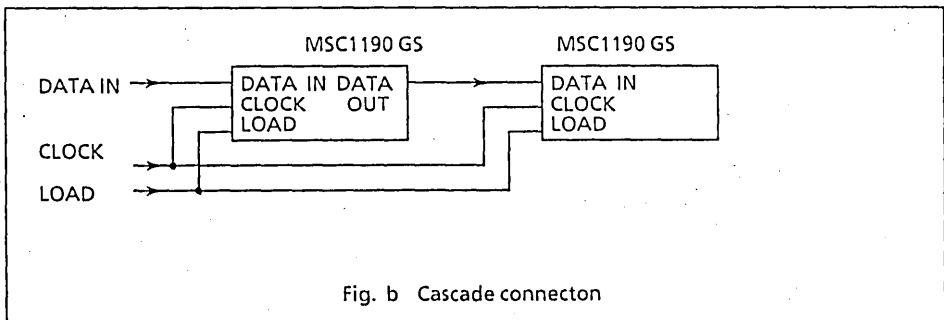 MSC1190 GS
MSC1190 GS
DATA IN
DATA IN DATA
CLOCK OUT
LOAD
DATA IN
CLOCK
LOAD
CLOCK
LOAD
Fig. b Cascade connecton